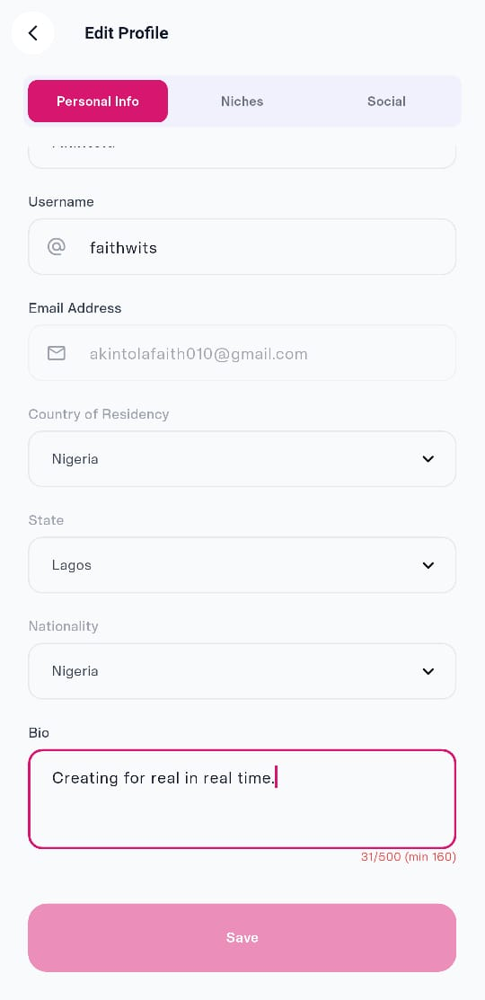 Edit Profile
Personal Info
Niches
Social
Username
faithwits
Email Address
akintolafaith010@gmail.com
Country of Residency
Nigeria
State
Lagos
Nationality
Nigeria
Bio
Creating for real in real time.
31/500 (min 160)
Save